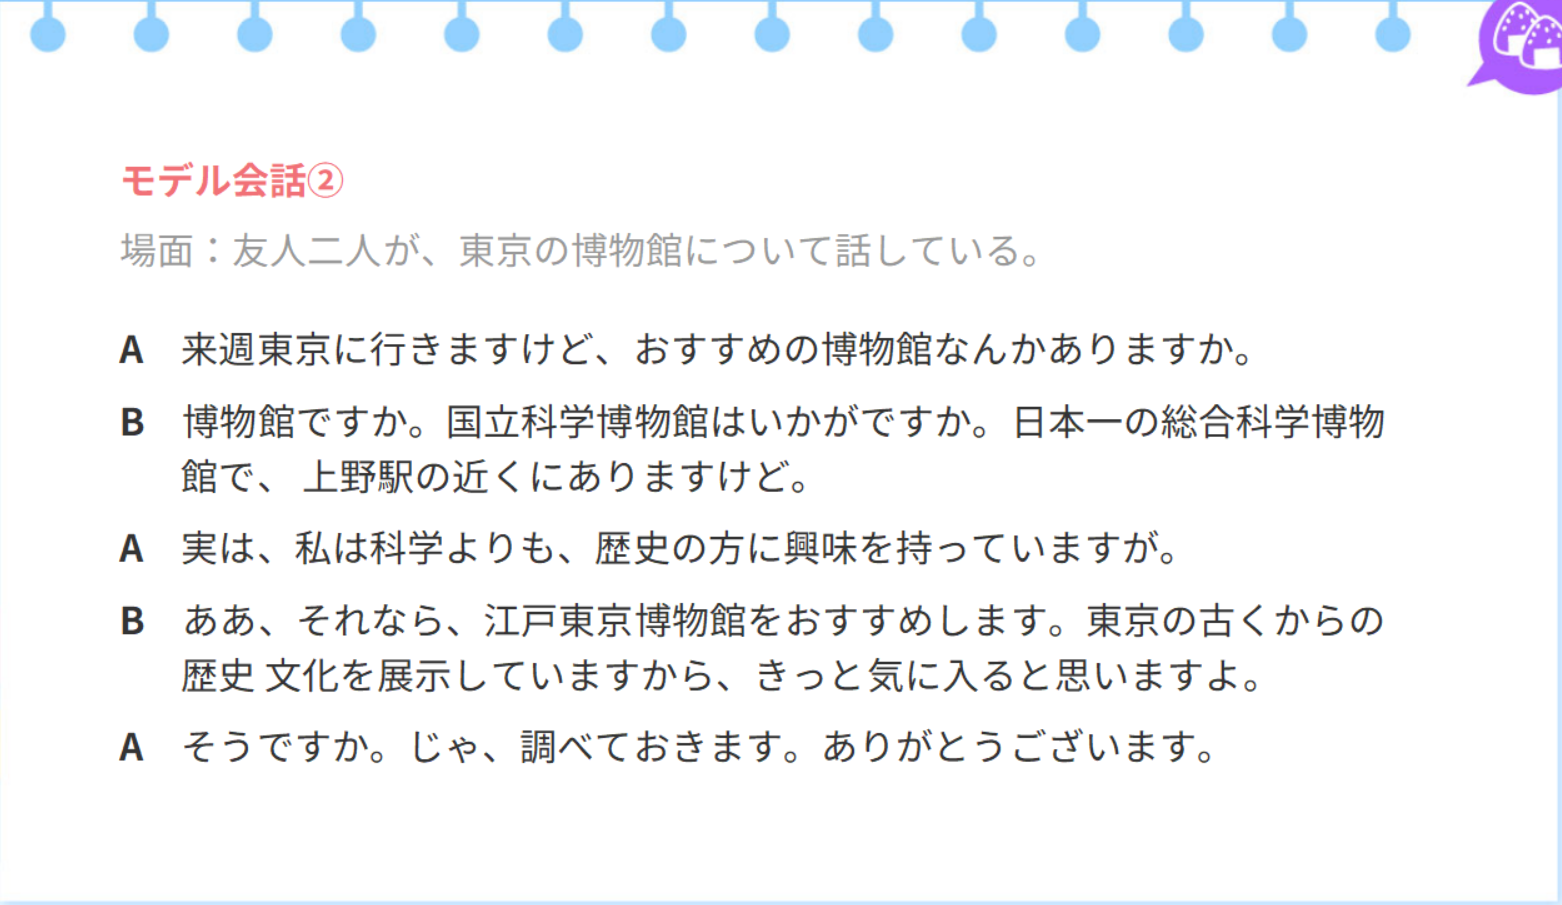 モデル会話②
場面：友人二人が、東京の博物館について話している。
A 来週東京に行きますけど、おすすめの博物館なんかありますか。
B 博物館ですか。国立科学博物館はいかがですか。日本一の総合科学博物
館で、 上野駅の近くにありますけど。
A 実は、私は科学よりも、歴史の方に興味を持っていますが。
B ああ、それなら、江戸東京博物館をおすすめします。東京の古くからの
歴史 文化を展示していますから、きっと気に入ると思いますよ。
A そうですか。じゃ、調べておきます。ありがとうございます。